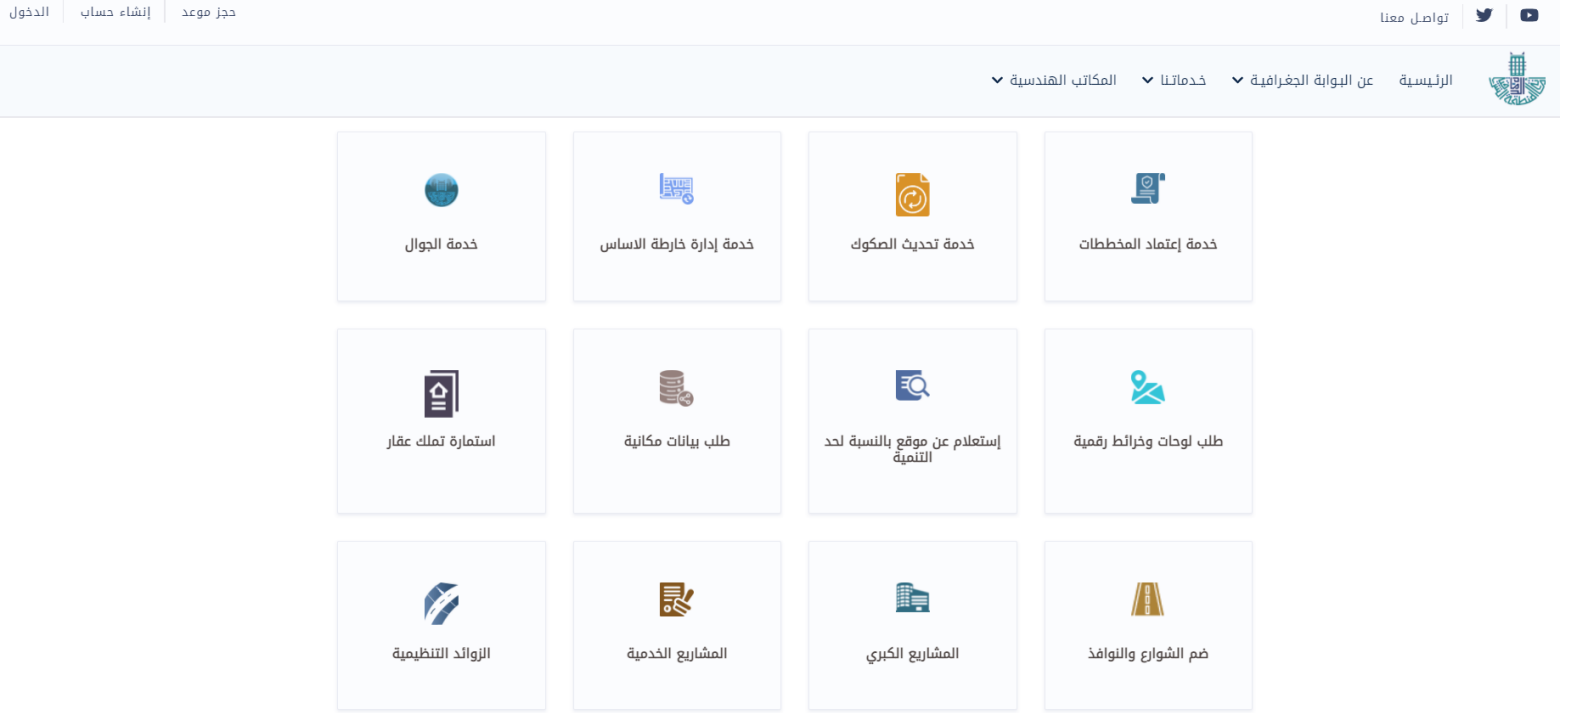 تواصل معنا
حجز موعد
إنشاء حساب
الدخول
الرئيسية
عن البوابة الجغرافية
خدماتنا
المكاتب الهندسية
خدمة إعتماد المخططات
خدمة تحديث الصكوك
خدمة إدارة خارطة الاساس
خدمة الجوال
طلب لوحات وخرائط رقمية
إستعلام عن موقع بالنسبة لحد
التنمية
طلب بيانات مكانية
استمارة تملك عقار
ضم الشوارع والنوافذ
المشاريع الكبري
المشاريع الخدمية
الزوائد التنظيمية